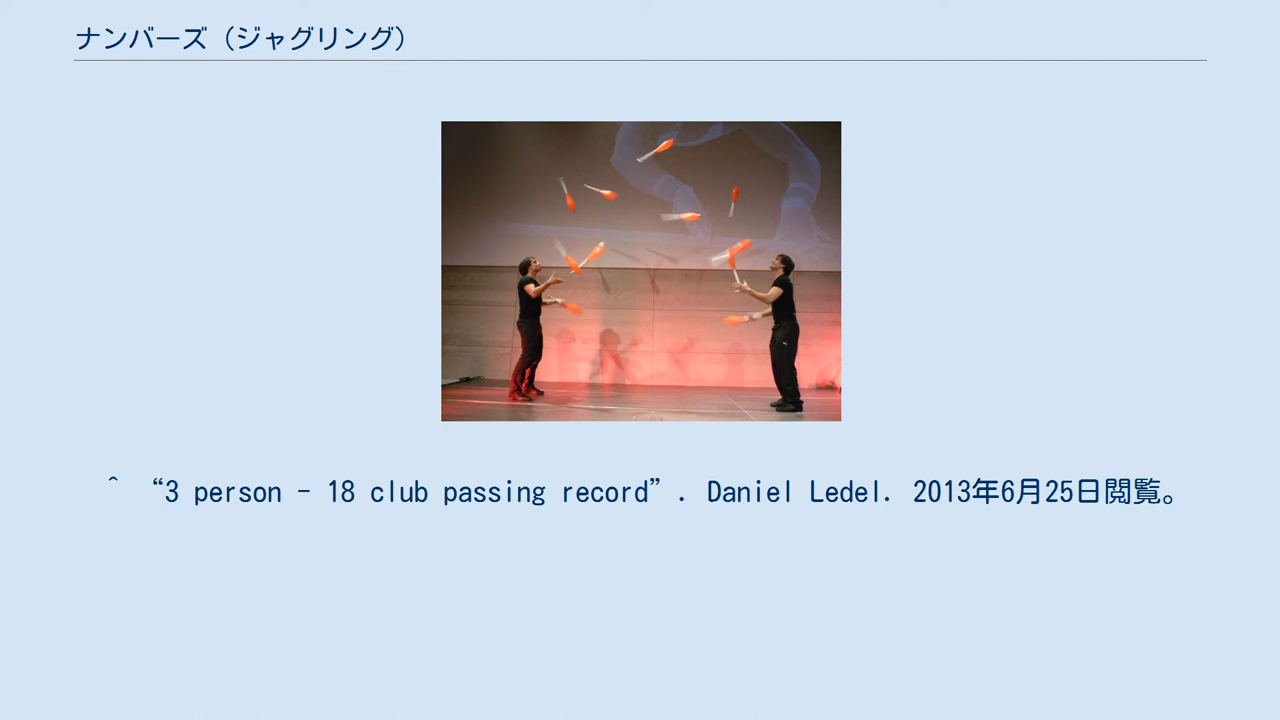 ナンバーズ（ジャグリング）
^ “3 person - 18 club passing record”. Daniel Ledel. 2013年6月25日閲覧。